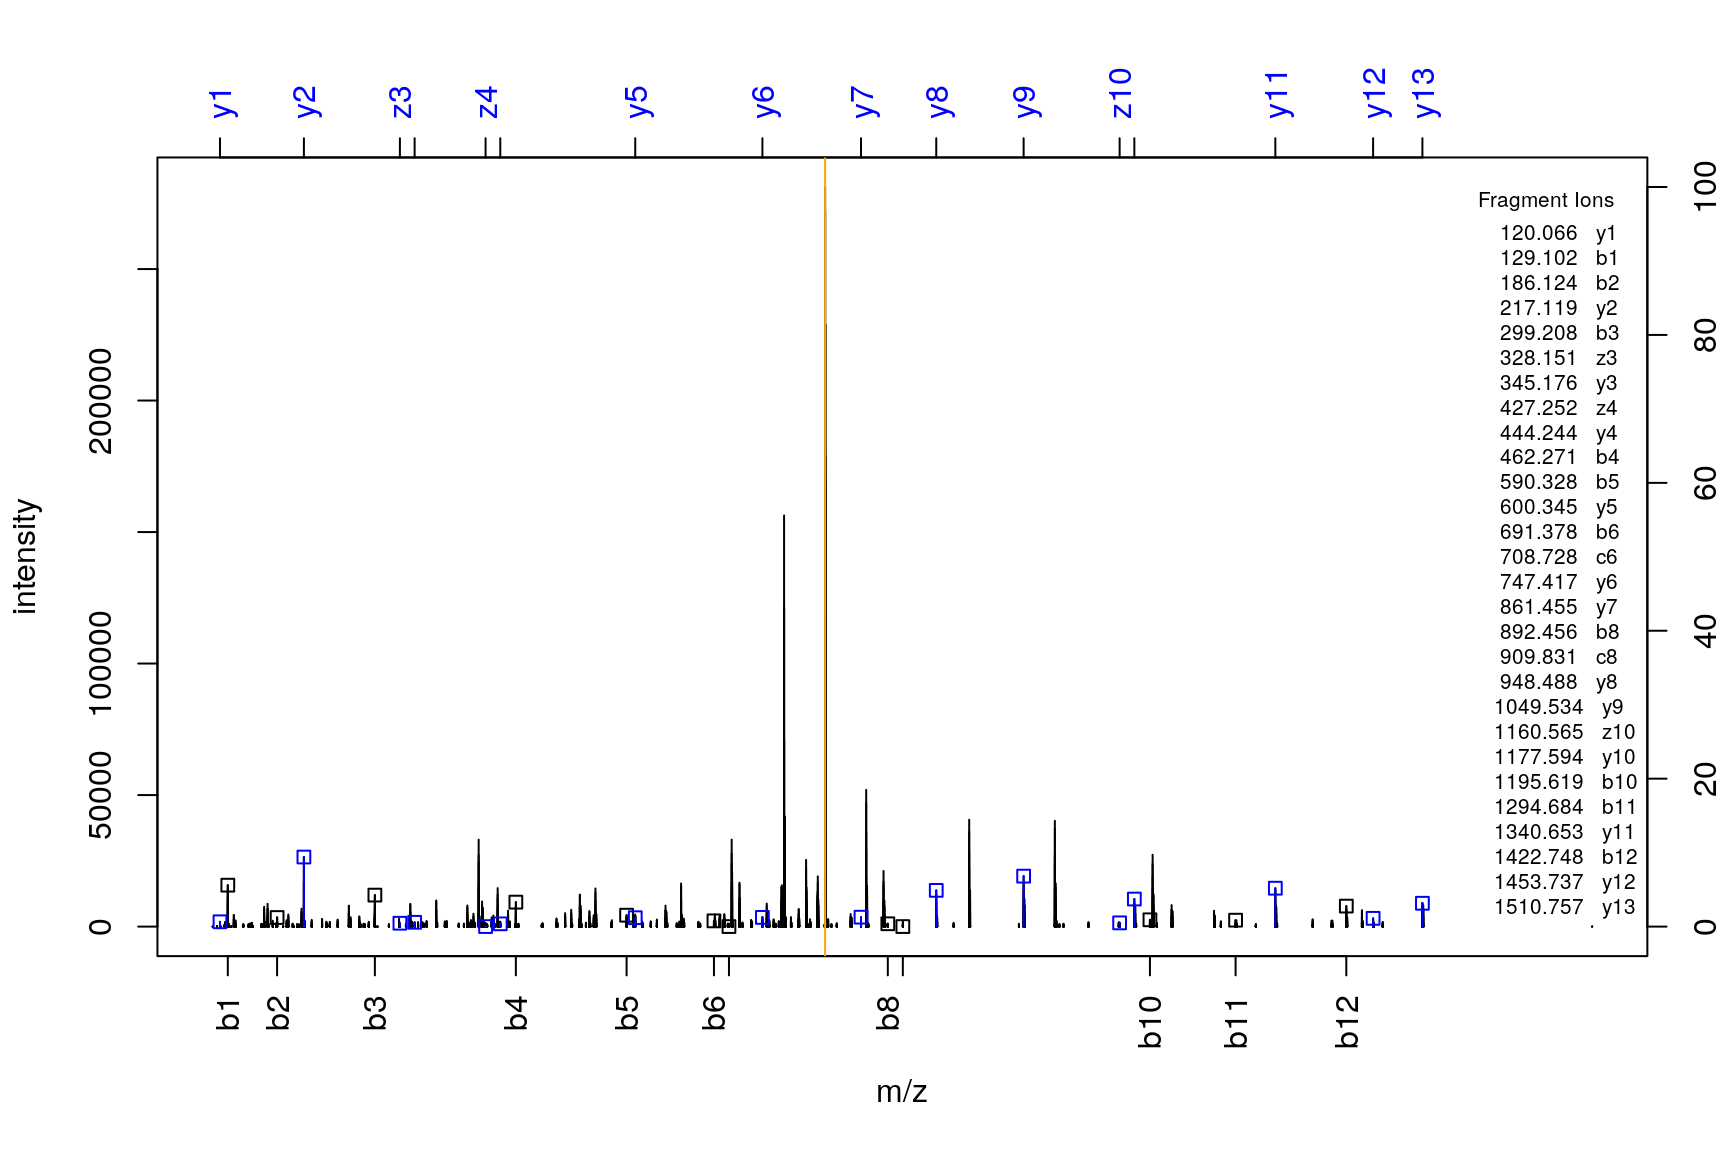 y1 y2 z3 z4 y5 y6 y7 y8 y9 z10 y11 y12 y13
Fragment Ions
120.066 y1
129.102 b1
186.124 b2
217.119 y2
299.208 b3
328.151 z3
345.176 y3
427.252 z4
444.244 y4
462.271 b4
590.328 b5
600.345 y5
691.378 b6
708.728 c6
747.417 y6
861.455 y7
892.456 b8
909.831 c8
948.488 y8
1049.534 y9
1160.565 z10
1177.594 y10
1195.619 b10
1294.684 b11
1340.653 y11
1422.748 b12
1453.737 y12
1510.757 y13
intensity
0 50000 100000 200000
0 20 40 60 80 100
b1 b2 b3 b4 b5 b6 b8 b10 b11 b12
m/z